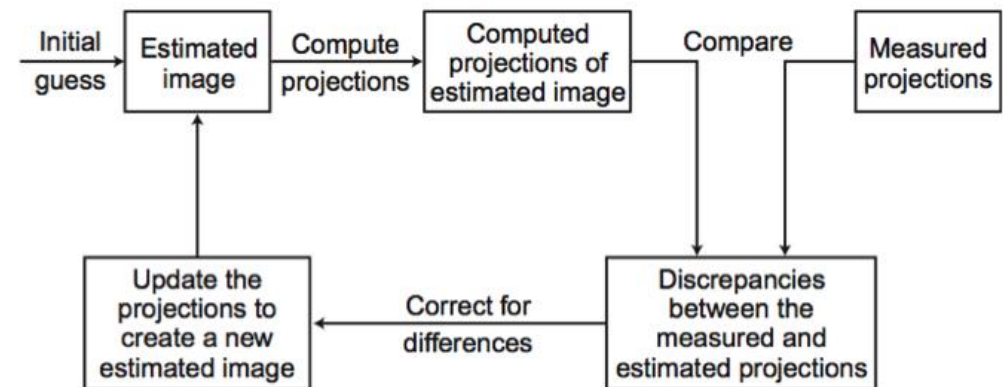 Initial
guess
Estimated
image
Compute
projections
Computed
projections of
estimated image
Compare
Measured
projections
Update the
projections to
create a new
estimated image
Correct for
differences
Discrepancies
between the
measured and
estimated projections